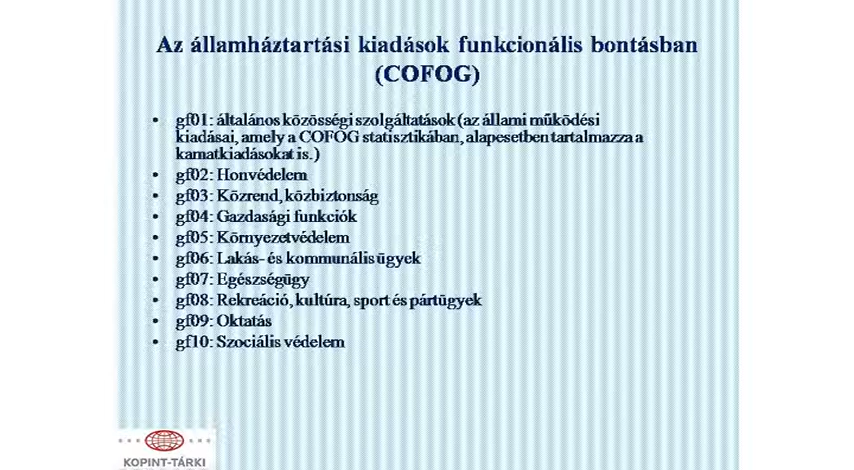 Az államháztartási kiadások funkcionális bontásban
(COFOG)
• gf01: általános közösségi szolgáltatások (az állami működési
kiadásai, amely a COFOG statisztikában, alapesetben tartalmazza a
kamatkiadásokat is.)
• gf02: Honvédelem
• gf03: Közrend, közbiztonság
• gf04: Gazdasági funkciók
• gf05: Környezetvédelem
• gf06: Lakás- és kommunális ügyek
• gf07: Egészségügy
• gf08: Rekreáció, kultúra, sport és pártügyek
• gf09: Oktatás
• gf10: Szociális védelem
KOPINT-TÁRKI